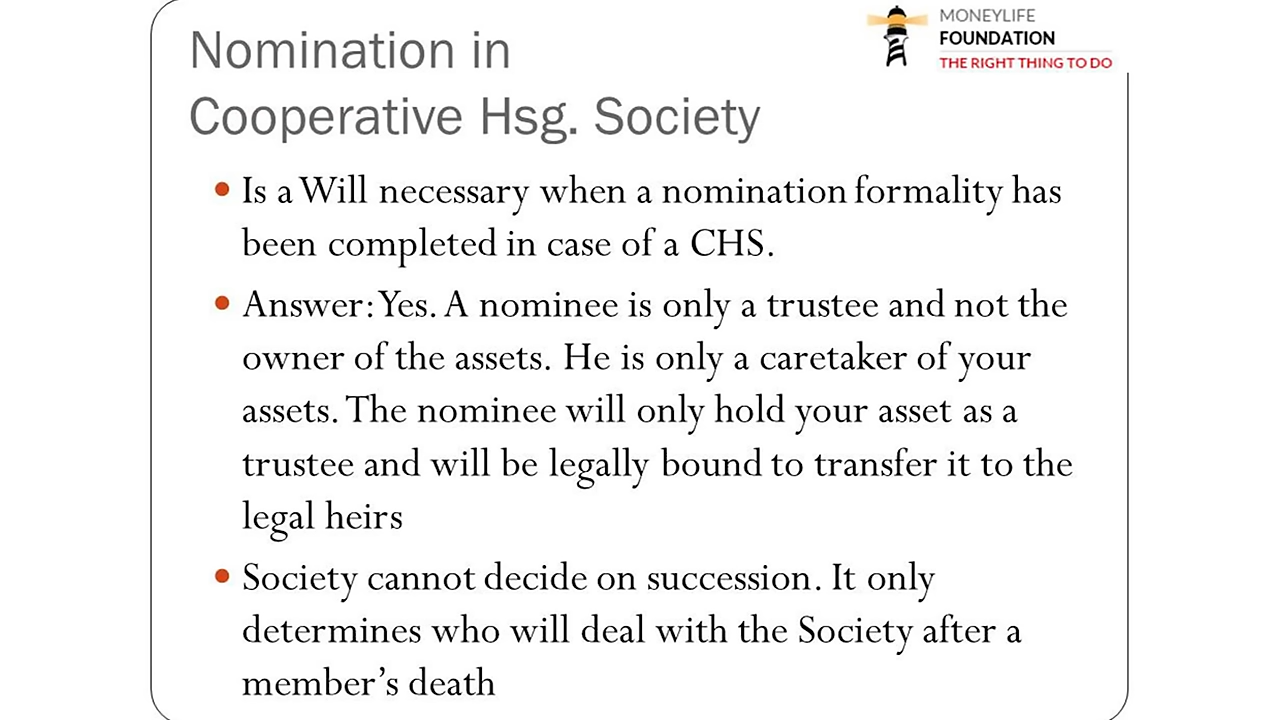 Nomination in
Cooperative Hsg. Society
MONEYLIFE
FOUNDATION
THE RIGHT THING TO DO
• Is a Will necessary when a nomination formality has
been completed in case of a CHS.
• Answer: Yes. A nominee is only a trustee and not the
owner of the assets. He is only a caretaker of your
assets. The nominee will only hold your asset as a
trustee and will be legally bound to transfer it to the
legal heirs
• Society cannot decide on succession. It only
determines who will deal with the Society after a
member’s death